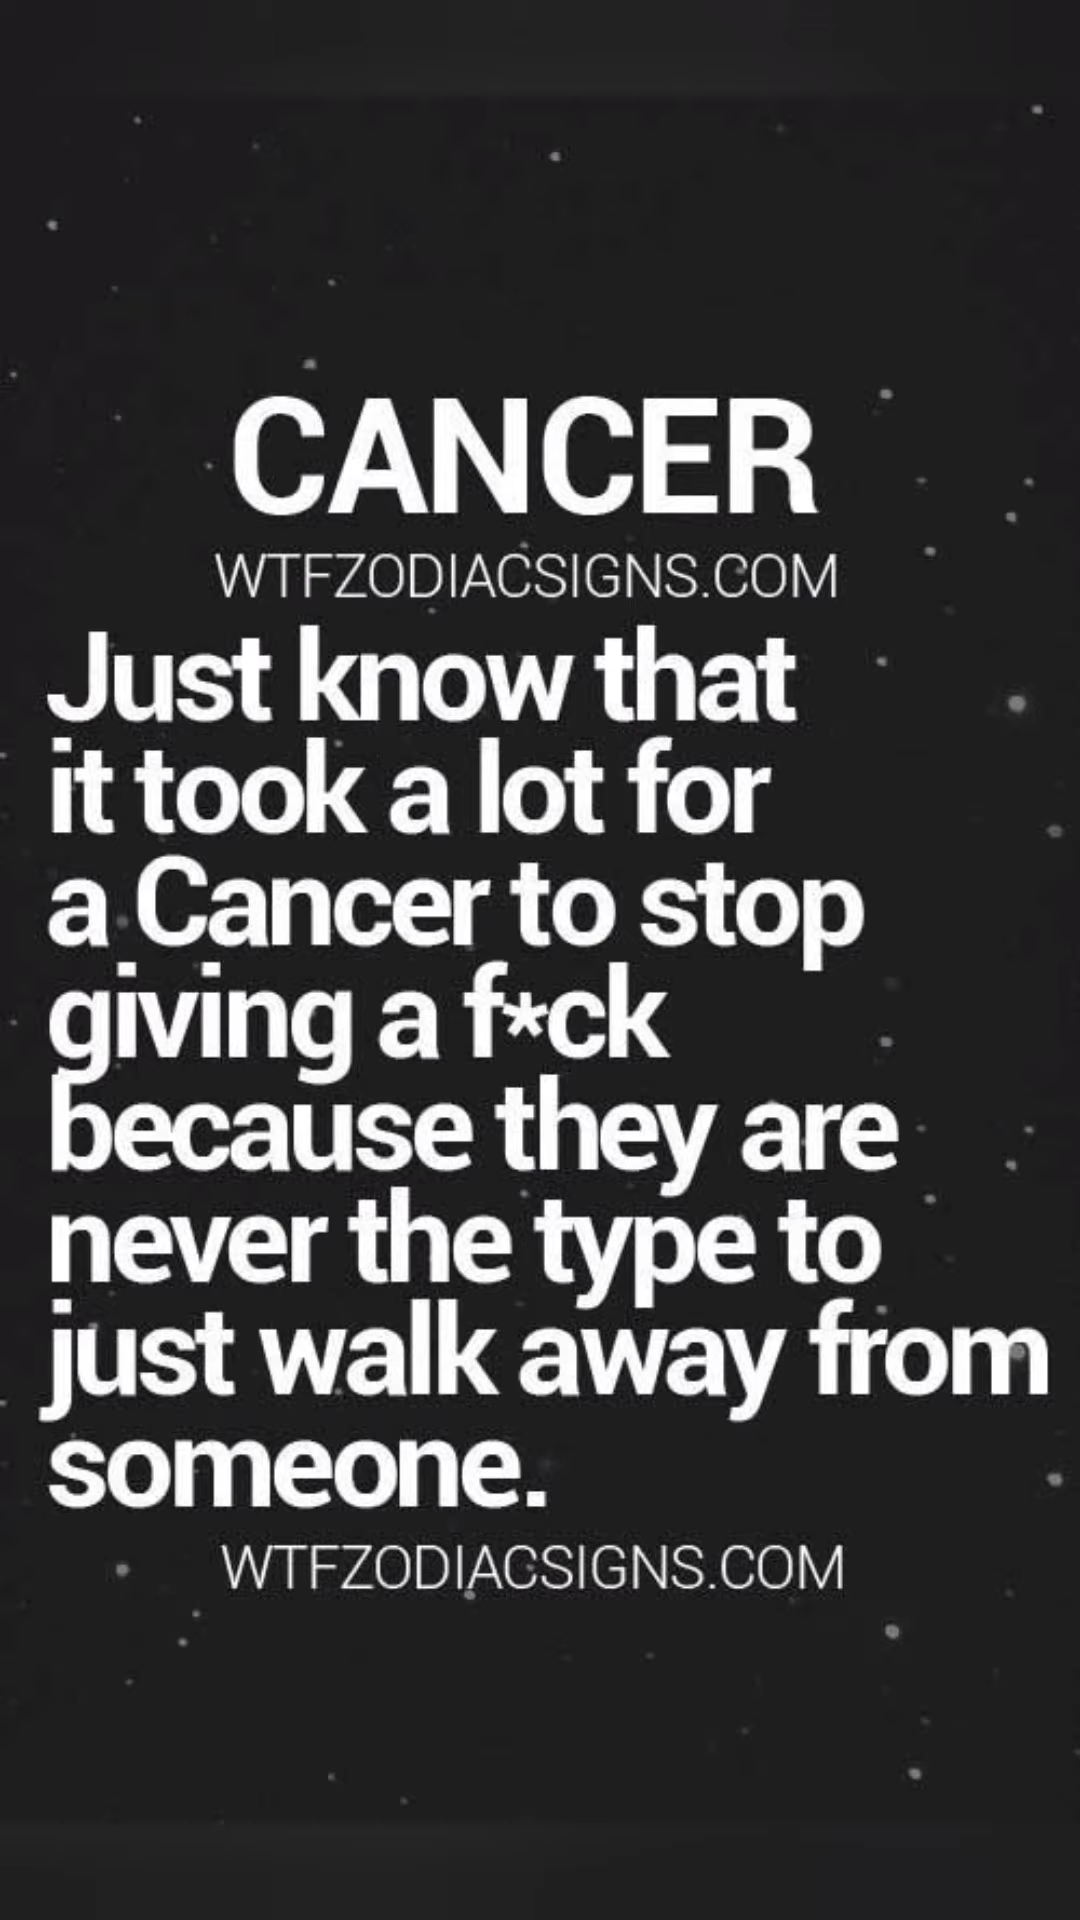 CANCER
WTFZODIACSIGNS.COM
Just know that
it took a lot for
a Cancer to stop
giving a f*ck
because they are
never the type to
just walk away from
someone.
WTFZODIACSIGNS.COM